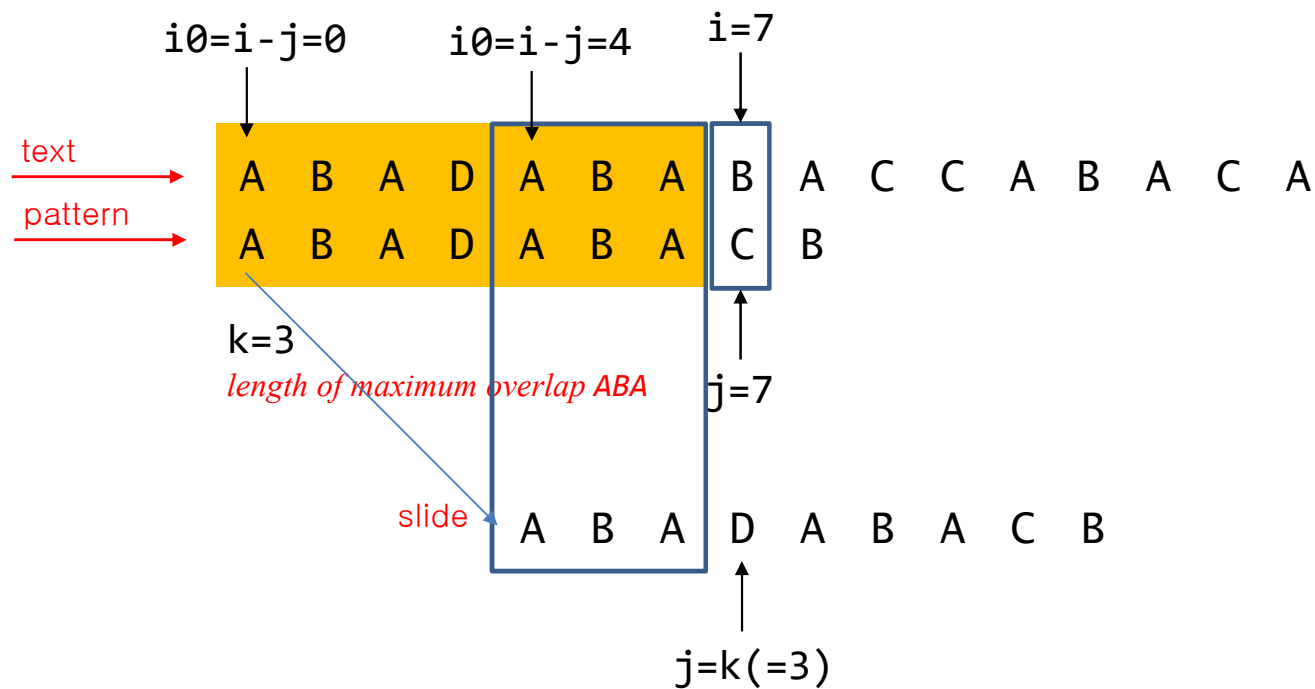 i0=i-j=0 i0=i-j=4 i=7
text
A B A D A B A B A C C A B A C A
pattern
A B A D A B A C B
k=3
length of maximum overlap ABA
j=7
slide
A B A D A B A C B
j=k(=3)